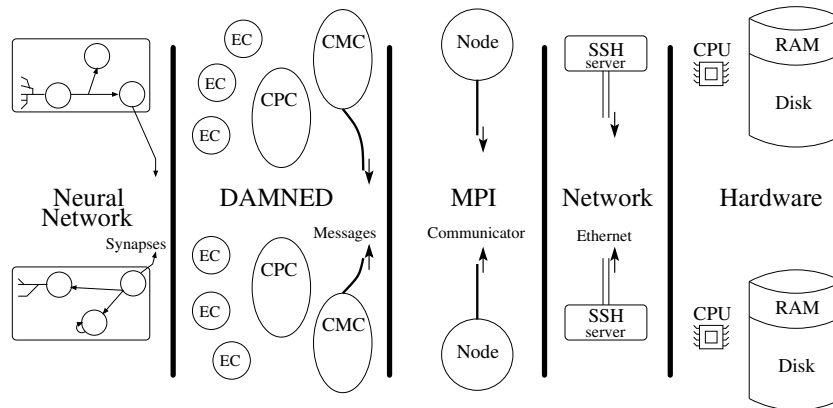 EC
CMC
EC
CPC
EC
Node
SSH
server
CPU
RAM
Disk
Neural
Network
DAMNED
MPI
Network
Hardware
Synapses
Messages
Communicator
Ethernet
EC
CPC
EC
CMC
EC
Node
SSH
server
CPU
RAM
Disk